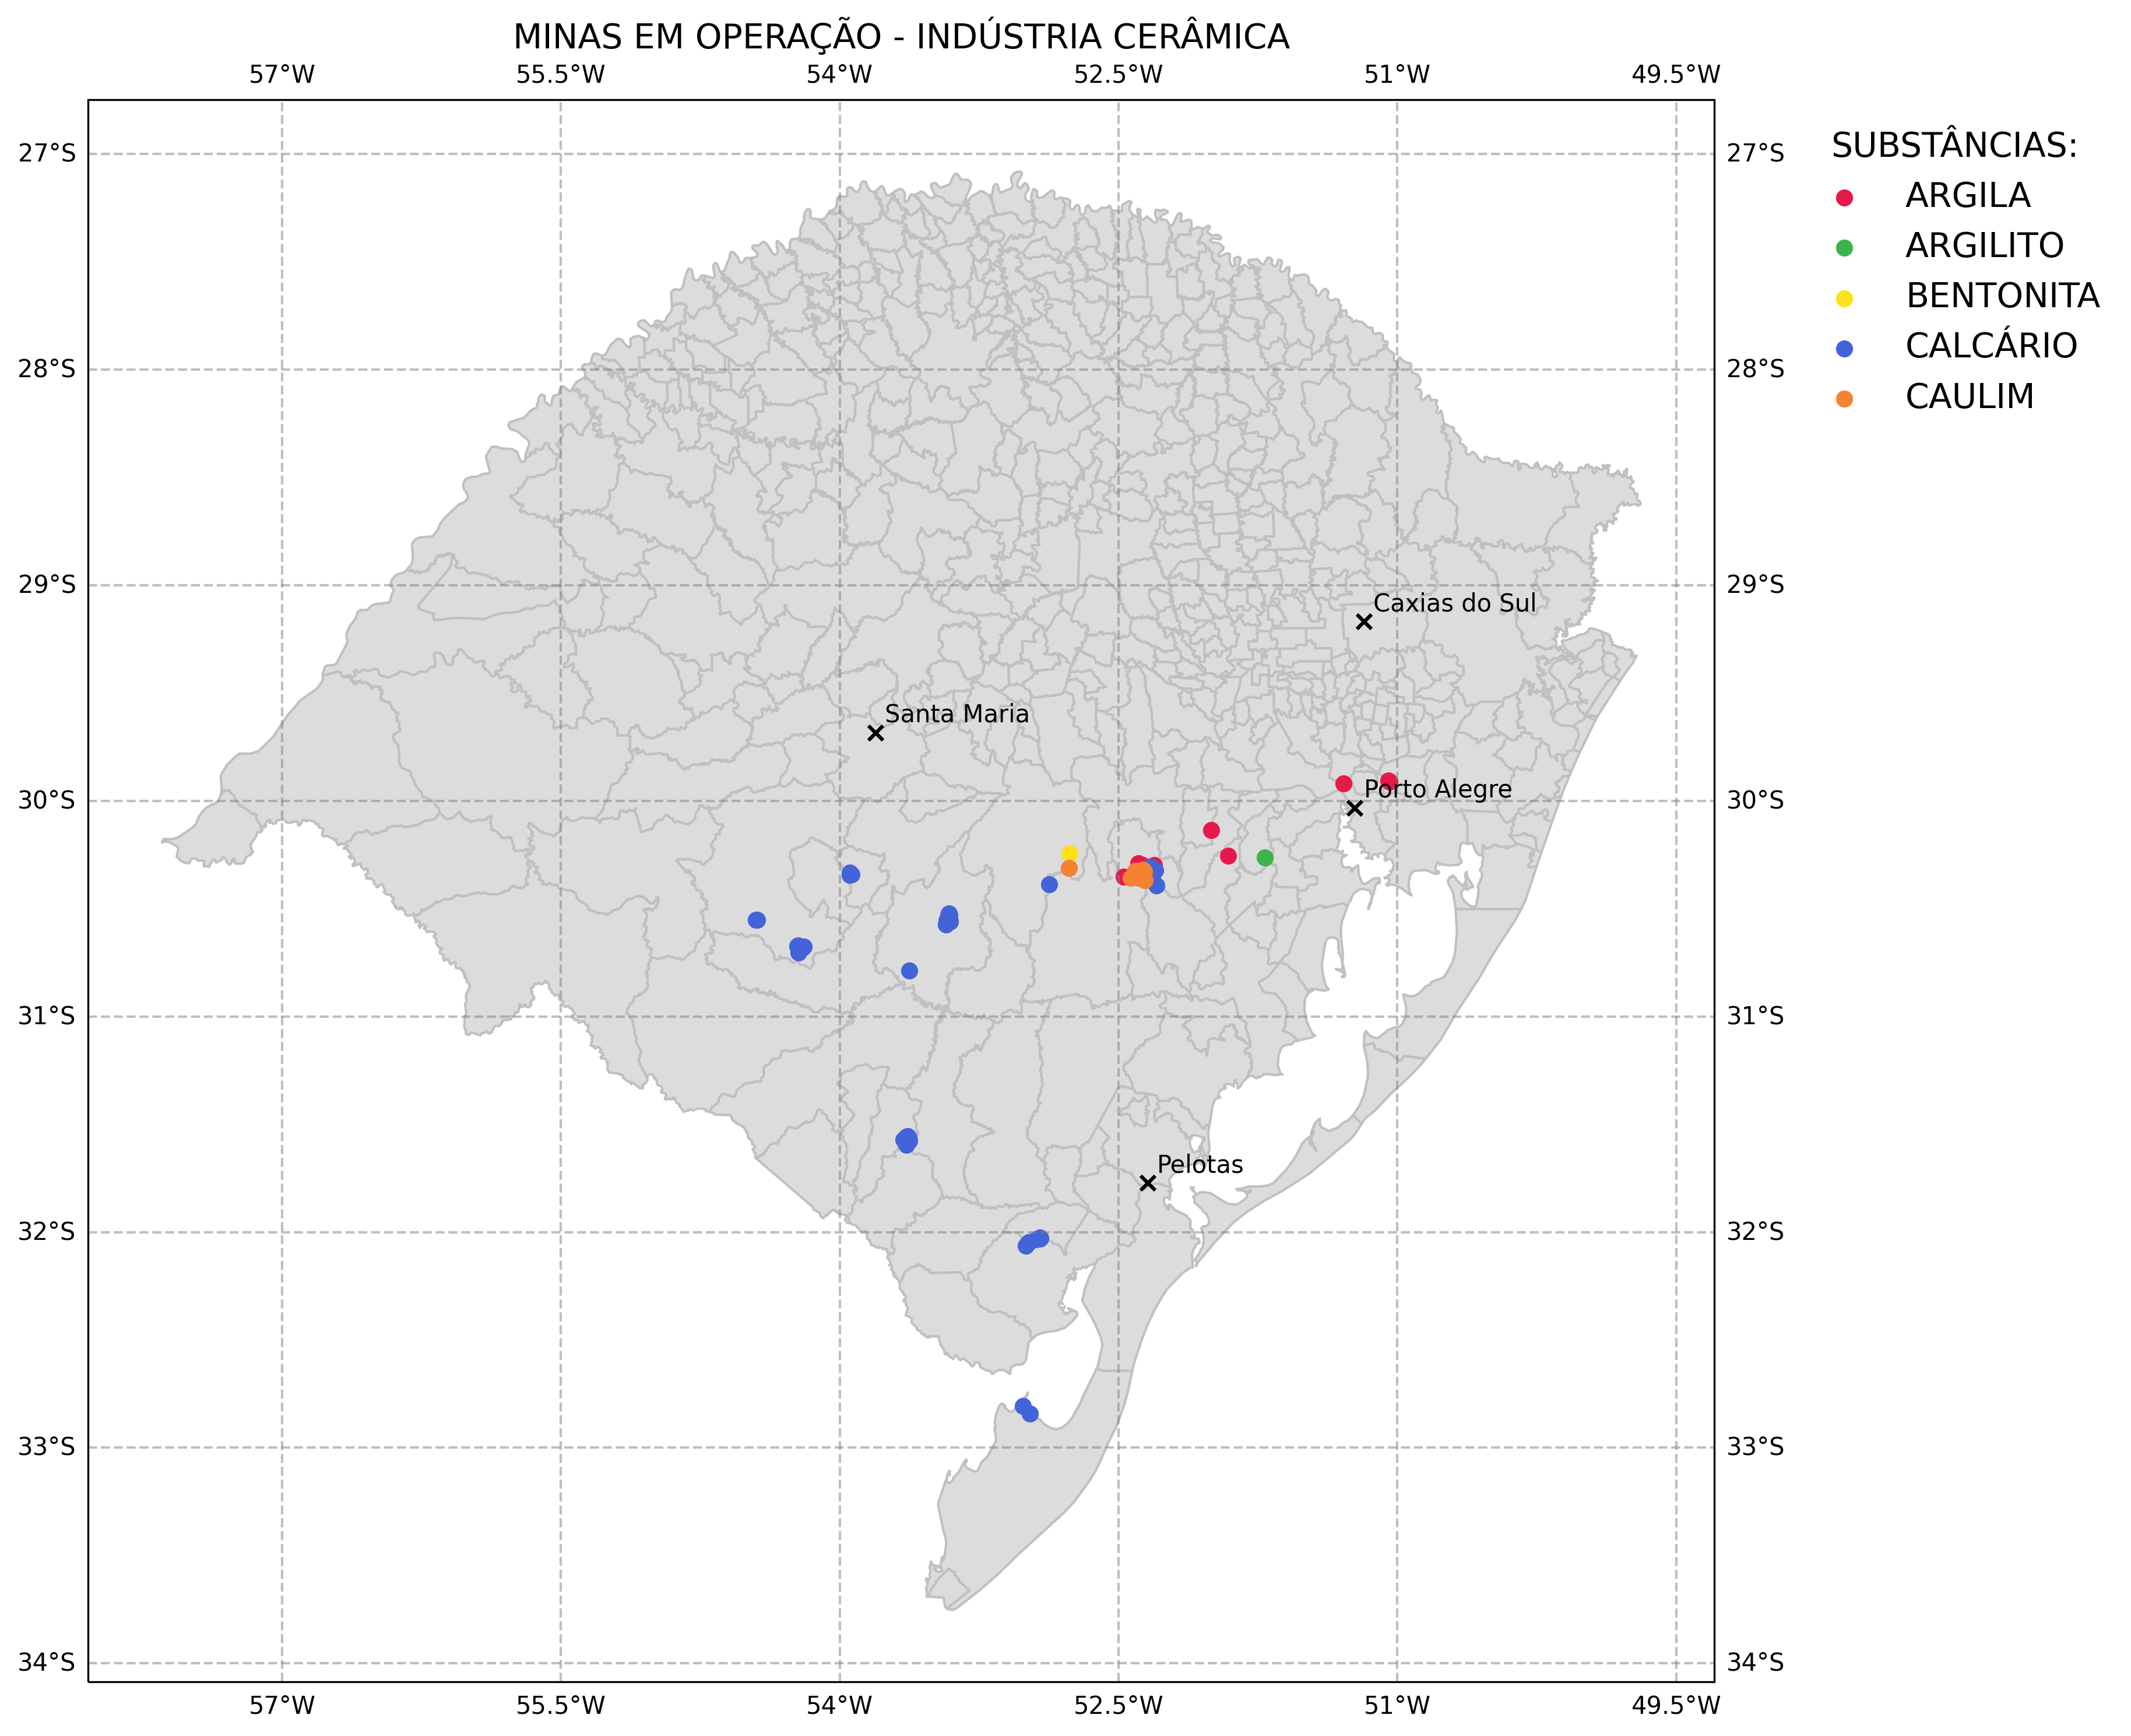 MINAS EM OPERAÇÃO - INDÚSTRIA CERÂMICA
57°W 55.5°W 54°W 52.5°W 51°W 49.5°W
SUBSTÂNCIAS:
ARGILA
ARGILITO
BENTONITA
CALCÁRIO
CAULIM
27°S 27°S
28°S 28°S
29°S 29°S
Caxias do Sul
Santa Maria
Porto Alegre
30°S 30°S
31°S 31°S
Pelotas
32°S 32°S
33°S 33°S
34°S 34°S
57°W 55.5°W 54°W 52.5°W 51°W 49.5°W